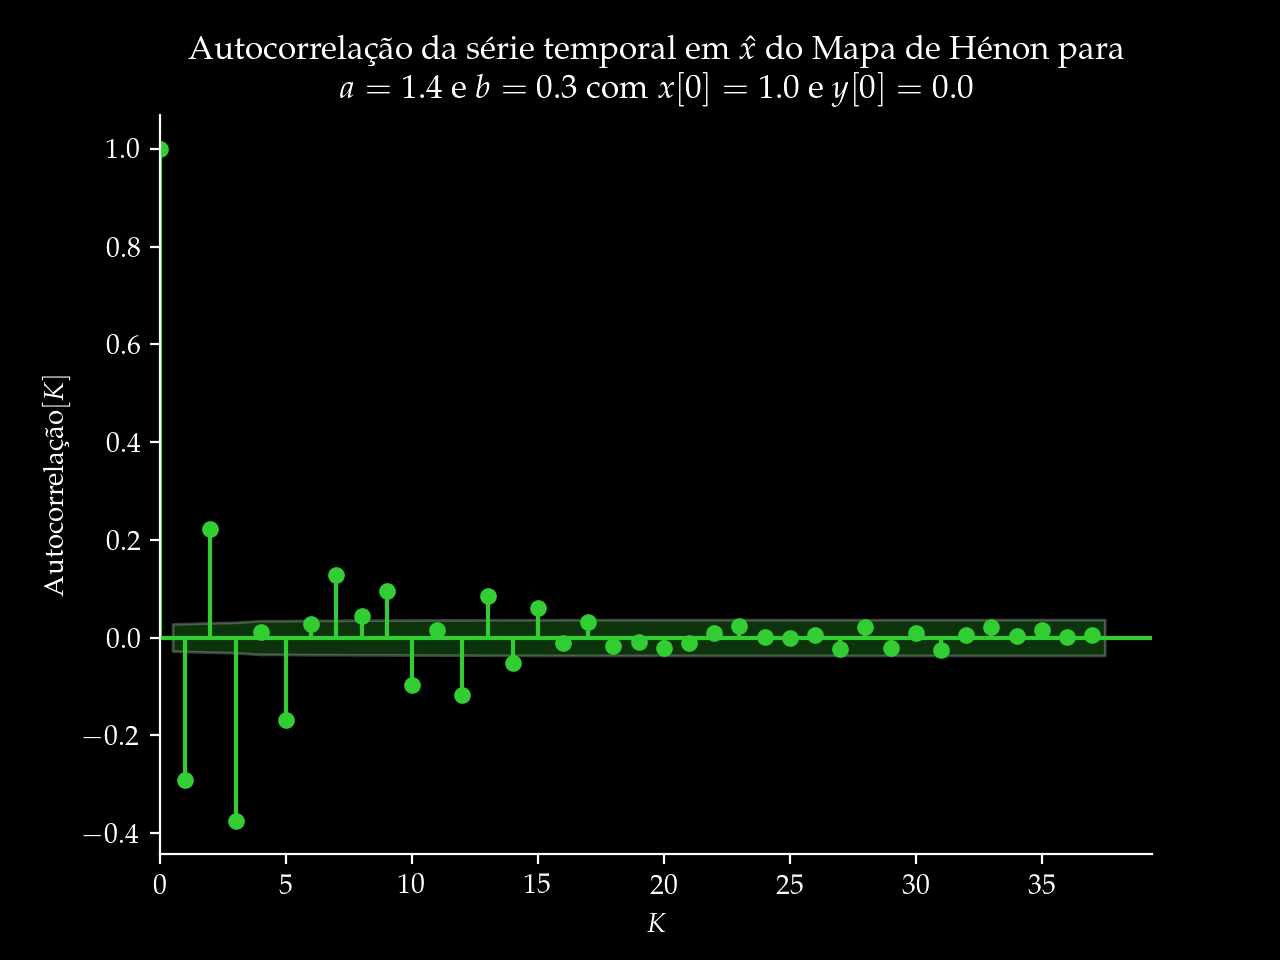 Autocorrelação da série temporal em x̂ do Mapa de Hénon para
a = 1.4 e b = 0.3 com x[0] = 1.0 e y[0] = 0.0
1.0
0.8
0.6
0.4
0.2
0.0
−0.2
−0.4
Autocorrelação[K]
0 5 10 15 20 25 30 35
K